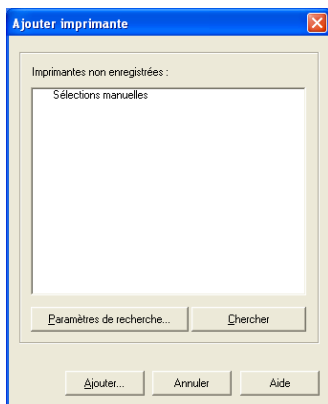 Ajouter imprimante
Imprimantes non enregistrées :
Sélections manuelles
Paramètres de recherche... Chercher
Ajouter... Annuler Aide